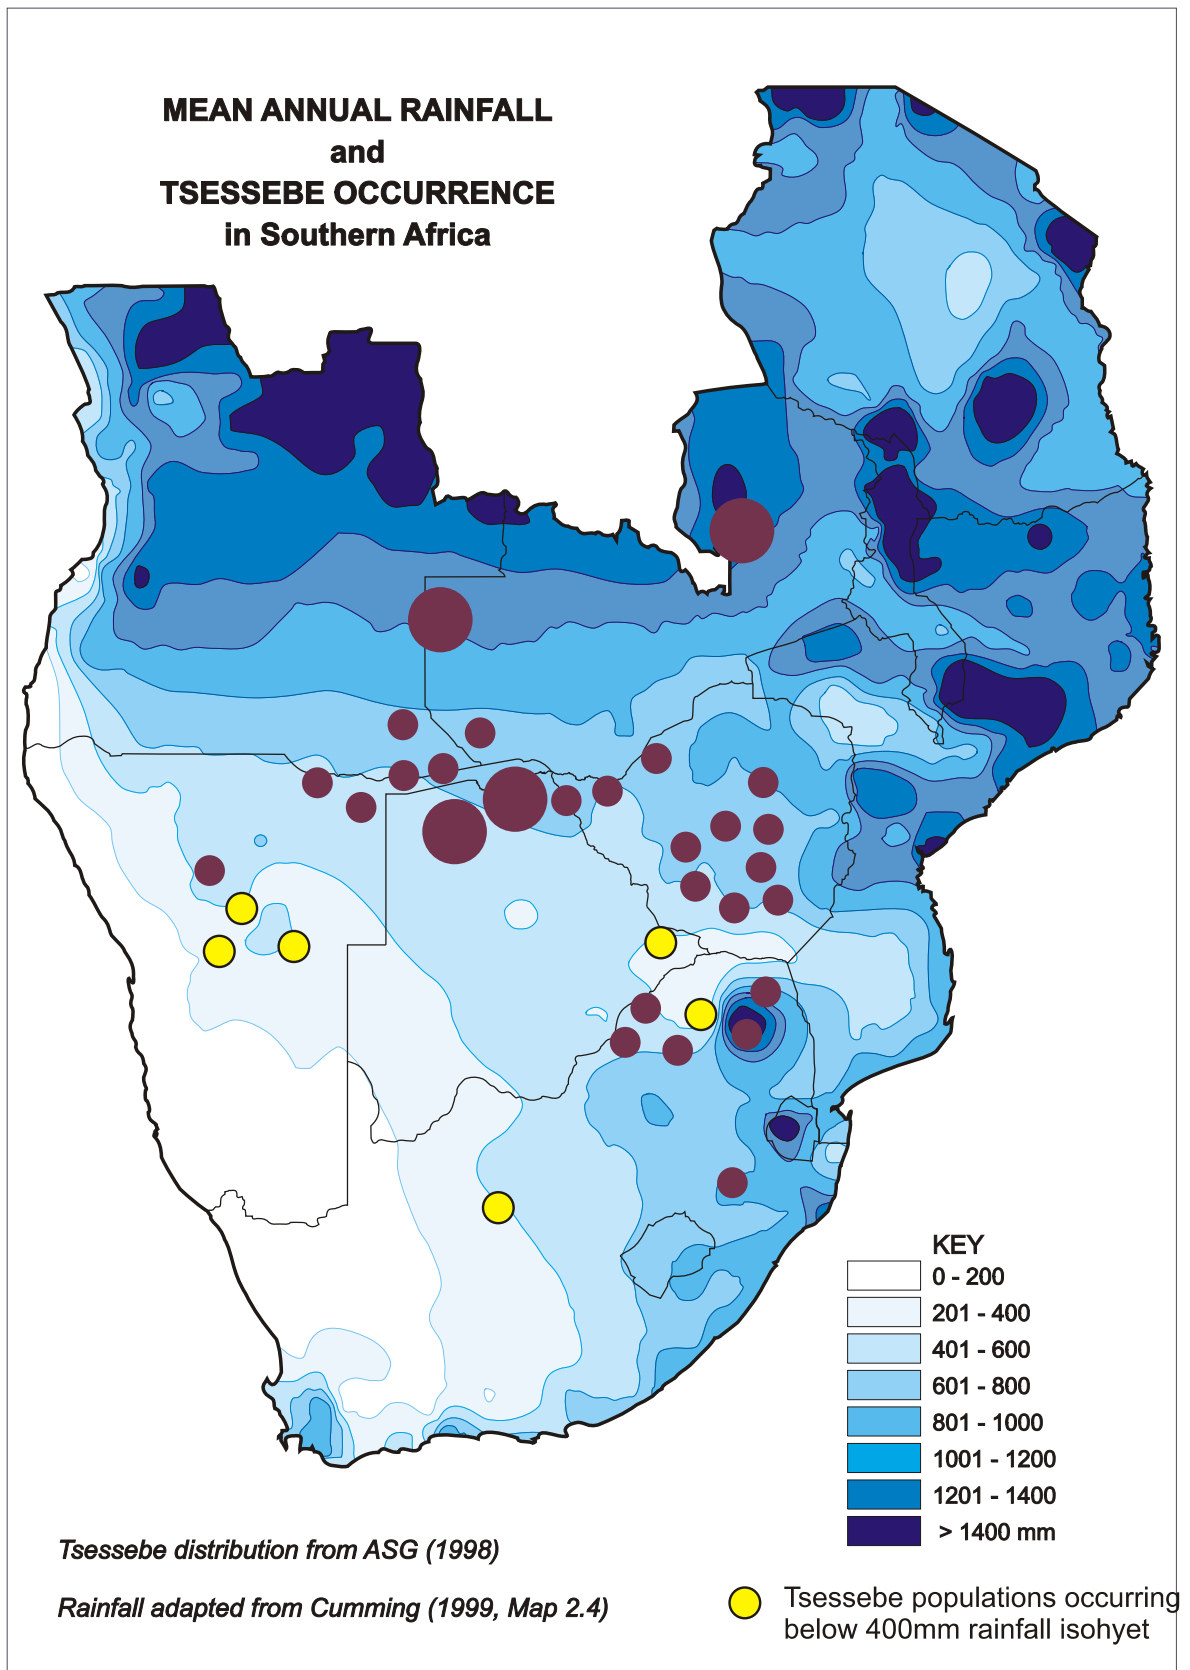 MEAN ANNUAL RAINFALL
and
TSESSEBE OCCURRENCE
in Southern Africa
KEY
0 - 200
201 - 400
401 - 600
601 - 800
801 - 1000
1001 - 1200
1201 - 1400
> 1400 mm
Tsessebe distribution from ASG (1998)
Rainfall adapted from Cumming (1999, Map 2.4)
Tsessebe populations occurring
below 400mm rainfall isohyet